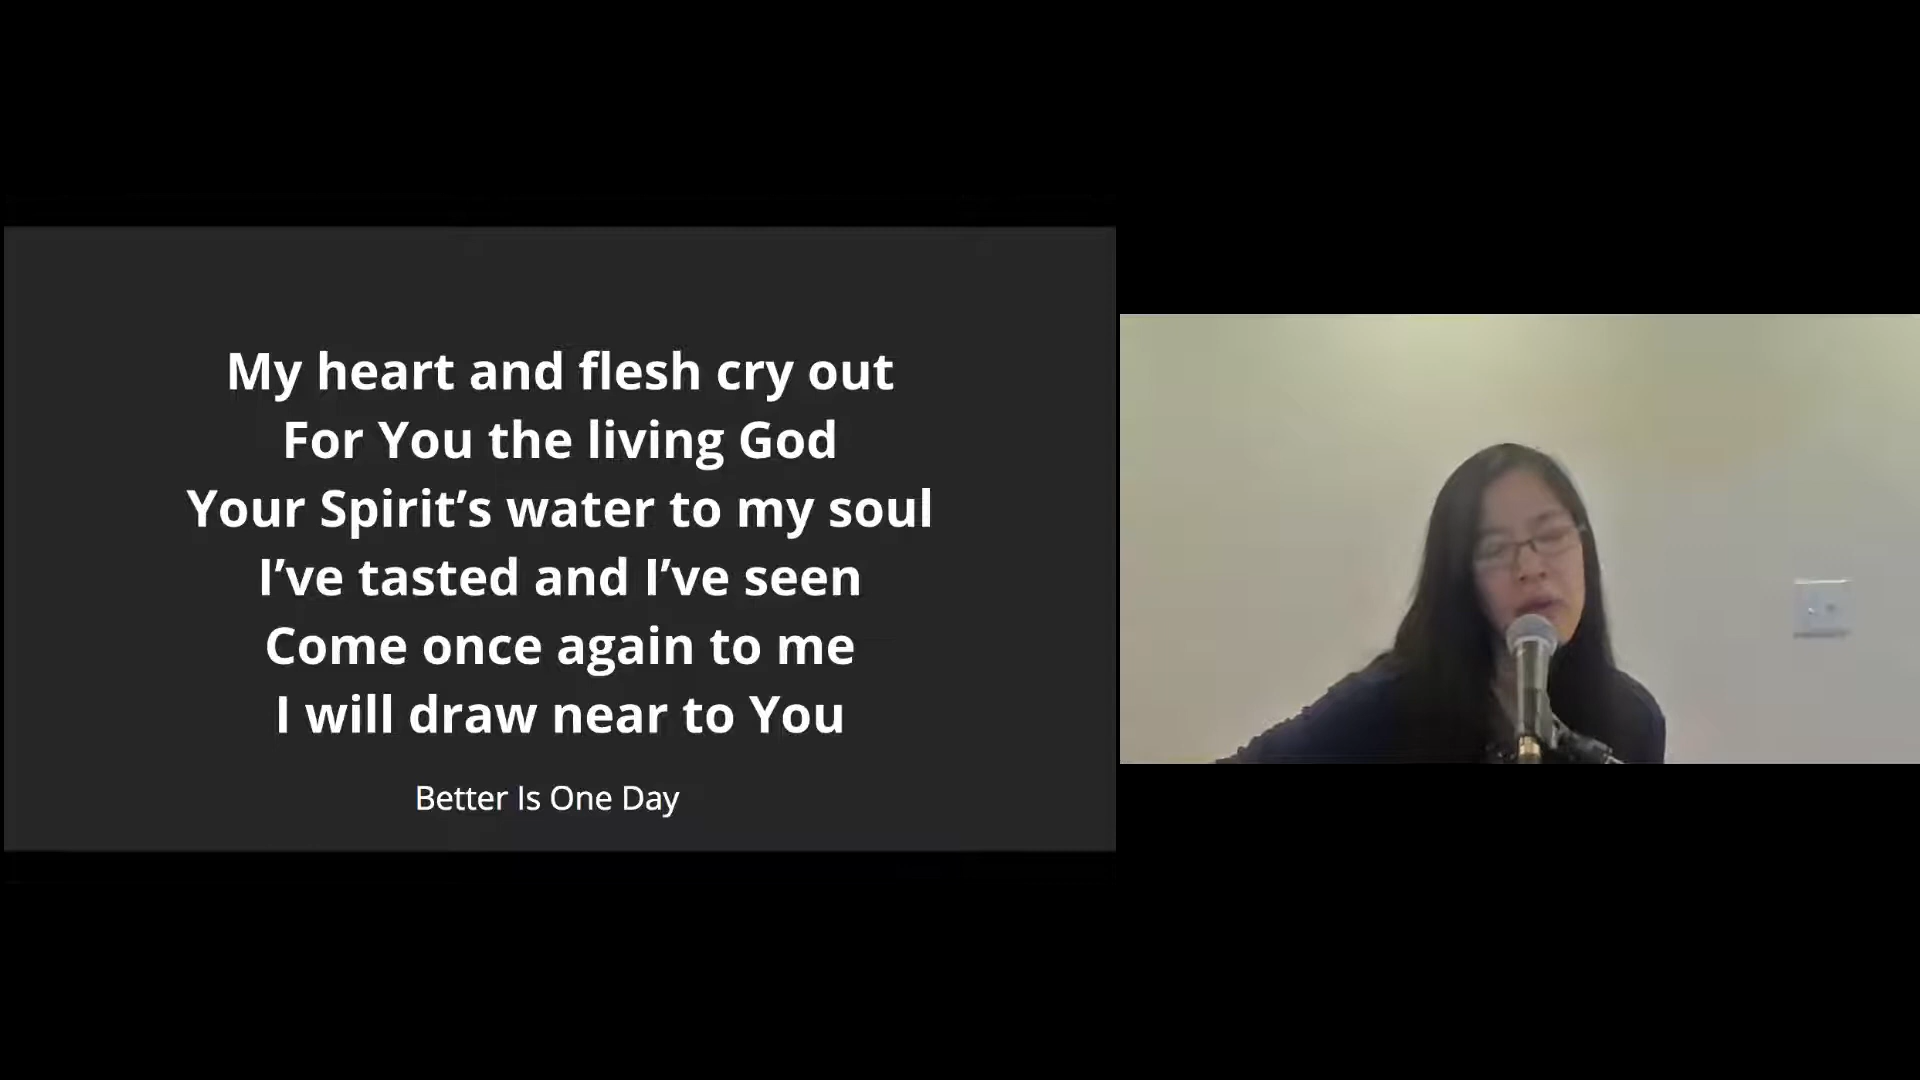 My heart and flesh cry out
For You the living God
Your Spirit’s water to my soul
I’ve tasted and I’ve seen
Come once again to me
I will draw near to You
Better Is One Day